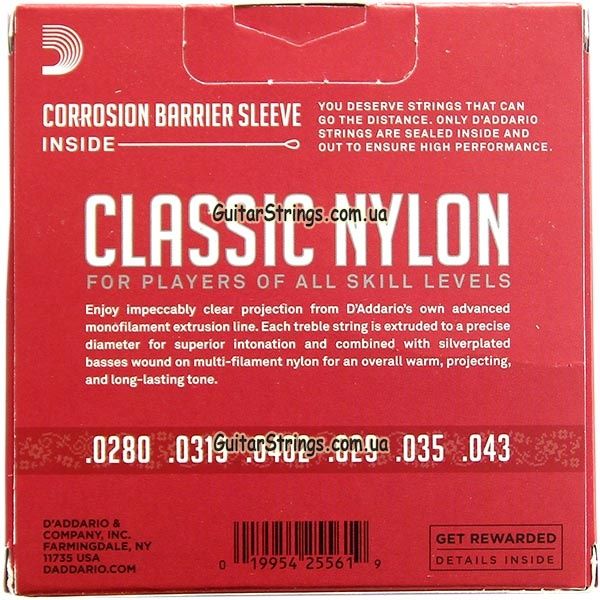 CORROSION BARRIER SLEEVE
INSIDE
YOU DESERVE STRINGS THAT CAN
GO THE DISTANCE. ONLY D'ADDARIO
STRINGS ARE SEALED INSIDE AND
OUT TO ENSURE HIGH PERFORMANCE.
CLASSIC NYLON
GuitarStrings.com.ua
FOR PLAYERS OF ALL SKILL LEVELS
Enjoy impeccably clear projection from D'Addario's own advanced
monofilament extrusion line. Each treble string is extruded to a precise
diameter for superior intonation and combined with silverplated
basses wound on multi-filament nylon for an overall warm, projecting,
and long-lasting tone.
GuitarStrings.com.ua
.0280 .035 .043
D'ADDARIO &
COMPANY, INC.
FARMINGDALE, NY
11735 USA
DADDARIO.COM
0 19954 25561 9
GET REWARDED
DETAILS INSIDE